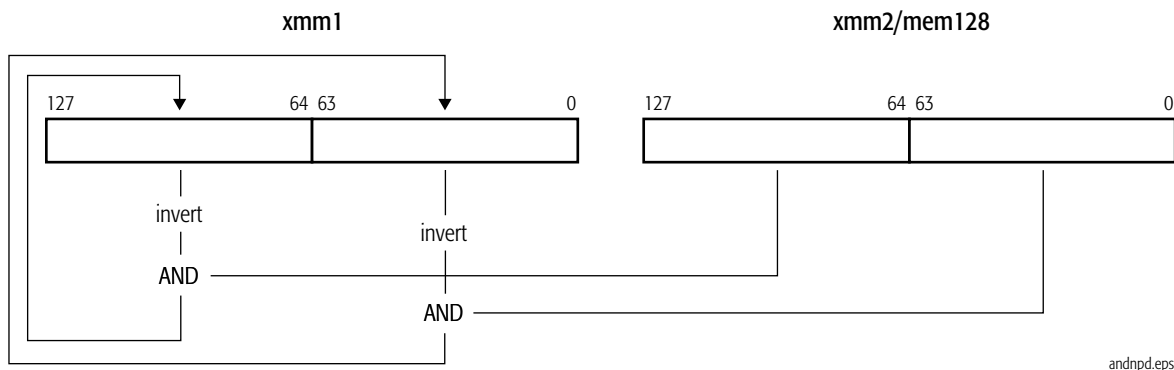 xmm1 xmm2/mem128
127 64 63 0 127 64 63 0
invert
invert
AND
AND
andnpd.eps